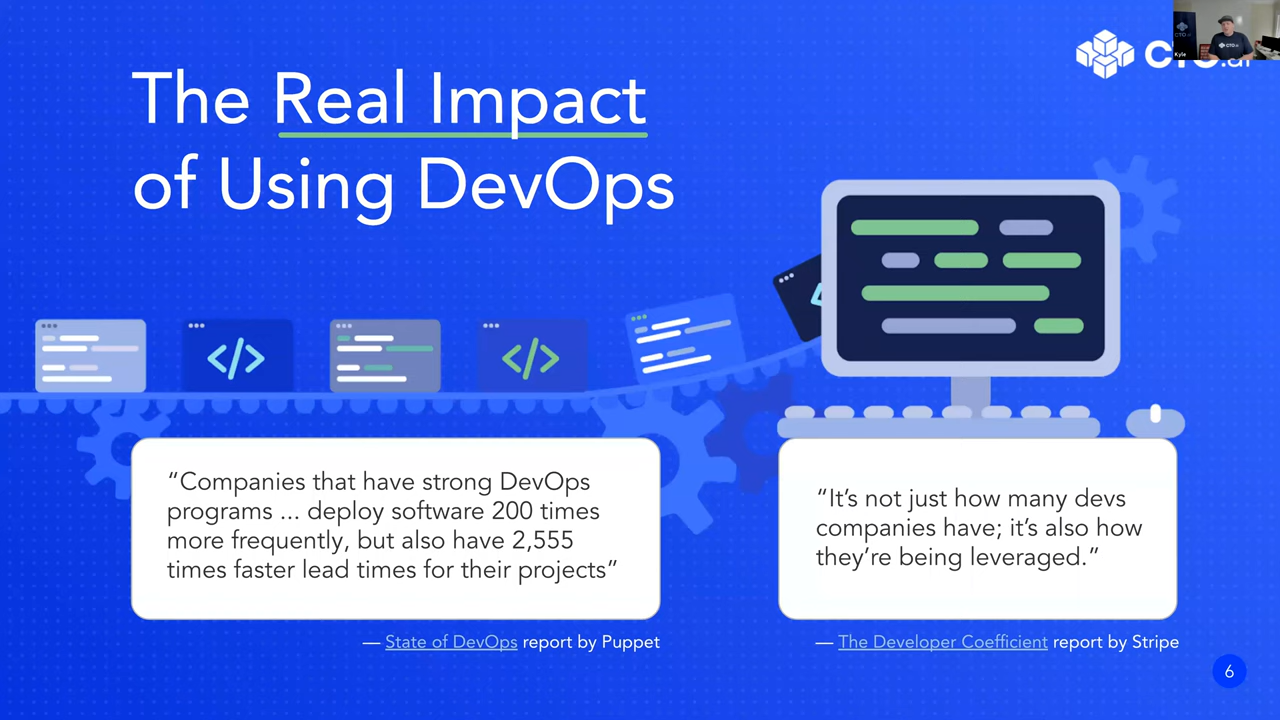 The Real Impact
of Using DevOps
Kyle
“Companies that have strong DevOps
programs ... deploy software 200 times
more frequently, but also have 2,555
times faster lead times for their projects”
— State of DevOps report by Puppet
“It’s not just how many devs
companies have; it’s also how
they’re being leveraged.”
— The Developer Coefficient report by Stripe
6